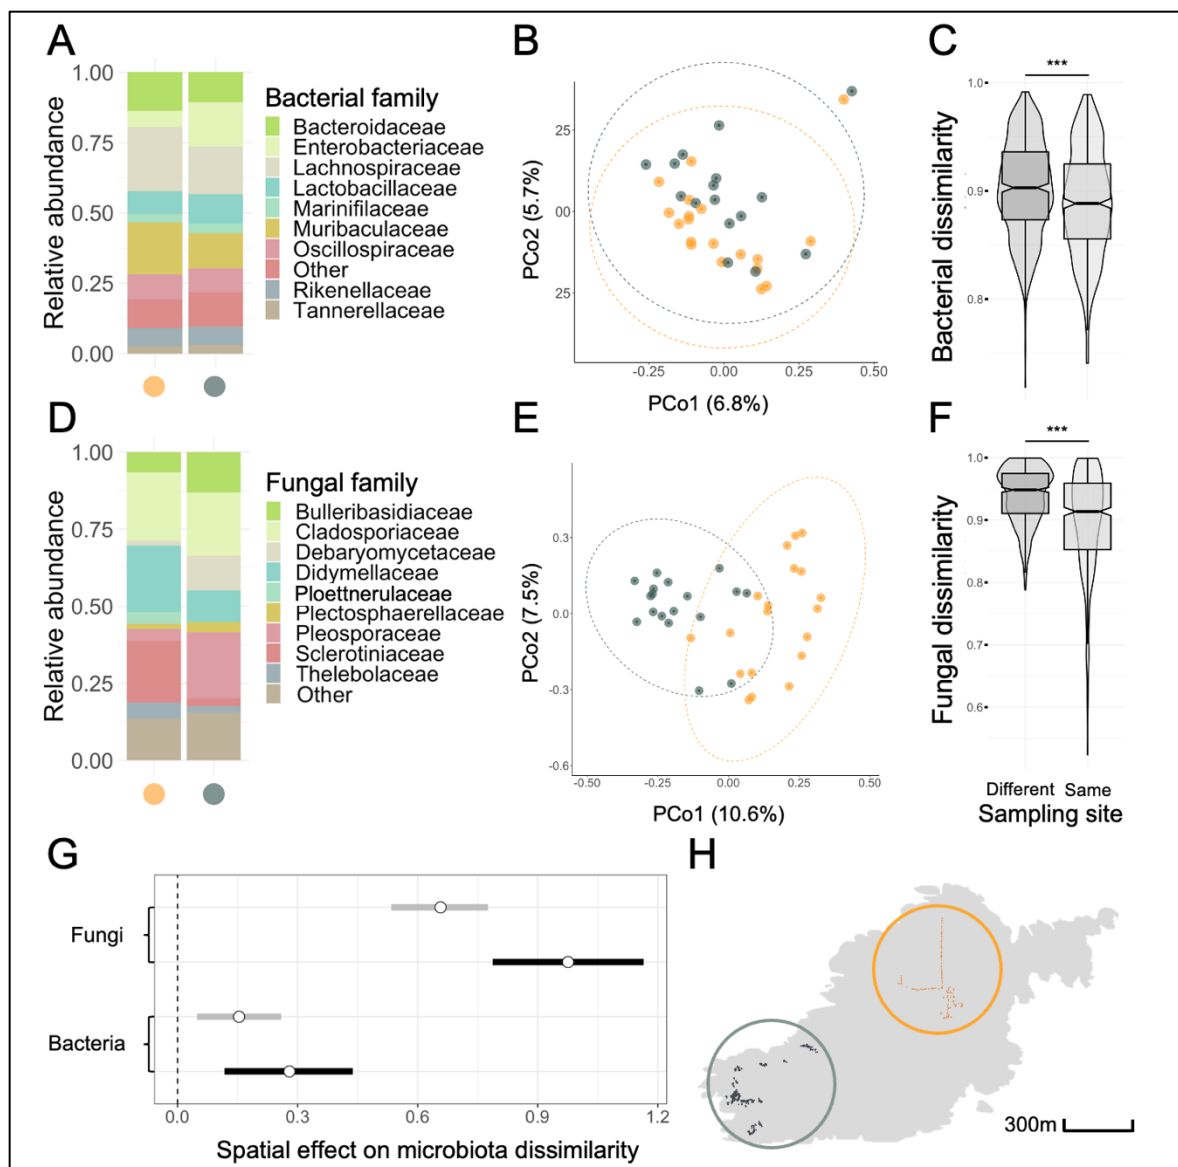 A
Relative abundance
1.00
0.75
0.50
0.25
0.00
Bacterial family
Bacteroidaceae
Enterobacteriaceae
Lachnospiraceae
Lactobacillaceae
Marinifilaceae
Muribaculaceae
Oscillospiraceae
Other
Rikenellaceae
Tannerellaceae
B
PCo2 (5.7%)
25
00
25
-0.25
0.00
0.25
0.50
PCo1 (6.8%)
C
Bacterial dissimilarity
***
1.0
0.9
0.8
D
Relative abundance
1.00
0.75
0.50
0.25
0.00
Fungal family
Bulleribasidiaceae
Cladosporiaceae
Debaryomycetaceae
Didymellaceae
Ploettnerulaceae
Plectosphaerellaceae
Pleosporaceae
Sclerotiniaceae
Thelebolaceae
Other
E
PCo2 (7.5%)
0.3
0.0
-0.3
-0.6
-0.50
-0.25
0.00
0.25
0.50
PCo1 (10.6%)
F
Fungal dissimilarity
***
1.0
0.9
0.8
0.7
0.6
Different Same
Sampling site
G
Fungi
Bacteria
0.0
0.3
0.6
0.9
1.2
Spatial effect on microbiota dissimilarity
H
300m